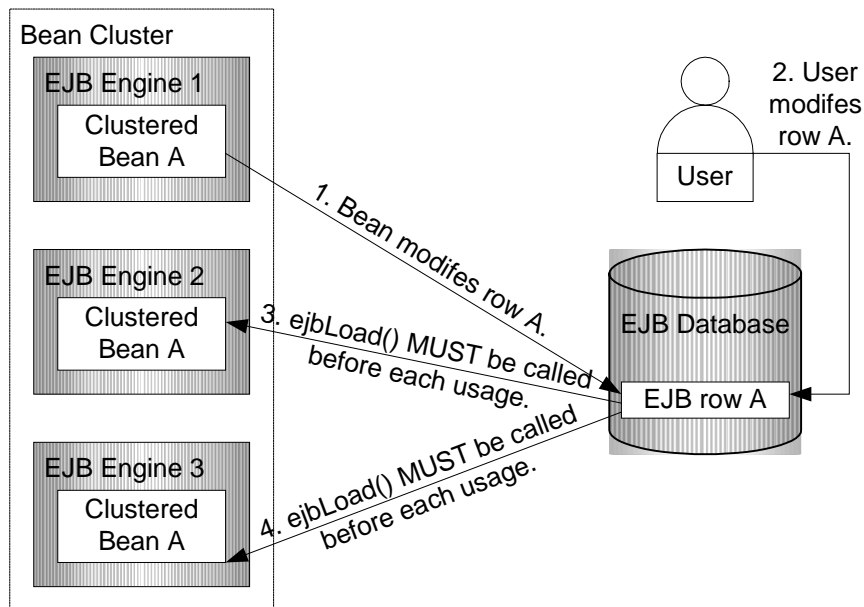 Bean Cluster
EJB Engine 1
Clustered
Bean A
EJB Engine 2
Clustered
Bean A
EJB Engine 3
Clustered
Bean A
1. Bean modifes row A.
2. User
modifes
row A.
User
3. ejbLoad() MUST be called
before each usage.
4. ejbLoad() MUST be called
before each usage.
EJB Database
EJB row A